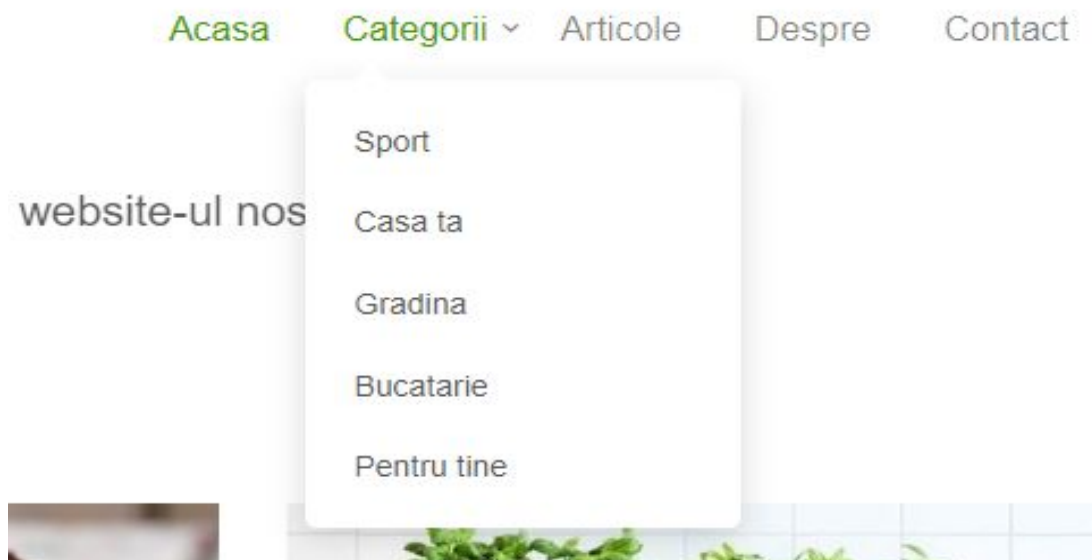 Acasa Categorii Articole Despre Contact
Sport
website-ul nos
Casa ta
Gradina
Bucatarie
Pentru tine